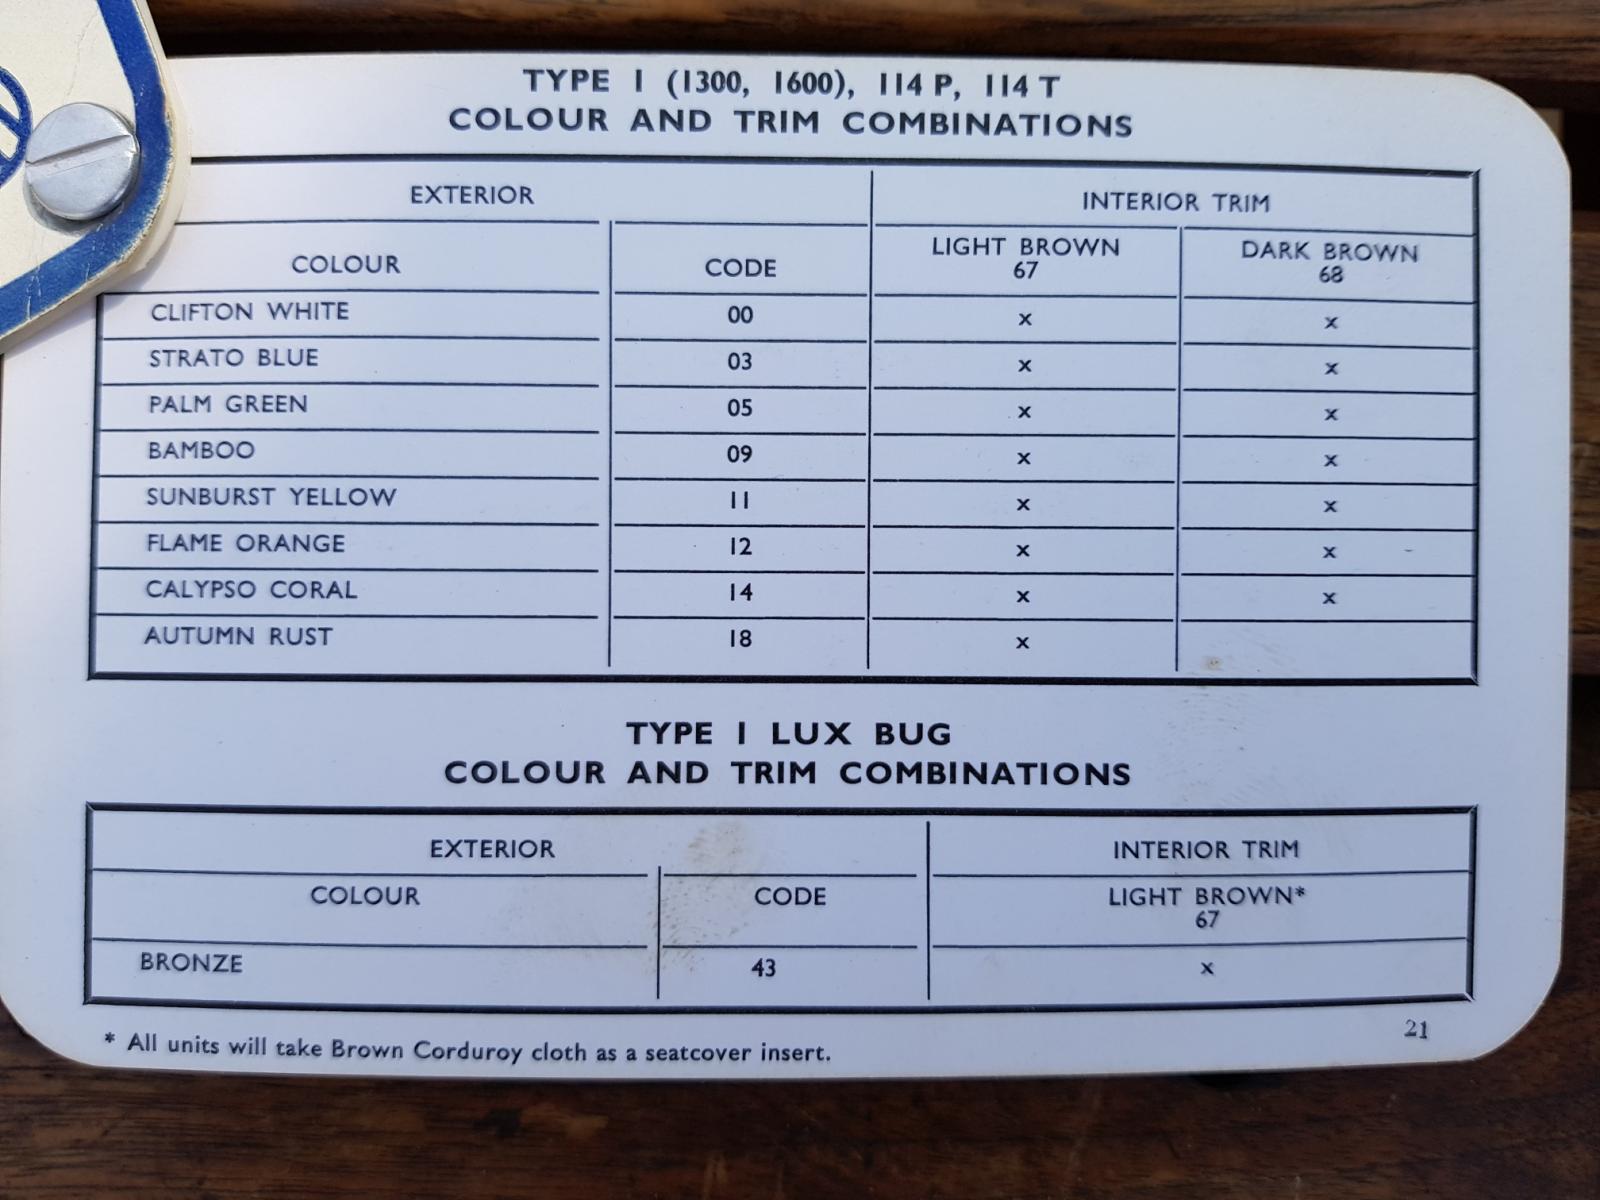 TYPE 1 (1300, 1600), 114 P, 114 T
COLOUR AND TRIM COMBINATIONS
EXTERIOR INTERIOR TRIM
COLOUR CODE LIGHT BROWN 67 DARK BROWN 68
CLIFTON WHITE 00 x x
STRATO BLUE 03 x x
PALM GREEN 05 x x
BAMBOO 09 x x
SUNBURST YELLOW 11 x x
FLAME ORANGE 12 x x
CALYPSO CORAL 14 x x
AUTUMN RUST 18 x
TYPE 1 LUX BUG
COLOUR AND TRIM COMBINATIONS
EXTERIOR INTERIOR TRIM
COLOUR CODE LIGHT BROWN* 67
BRONZE 43 x
* All units will take Brown Corduroy cloth as a seatcover insert.
21